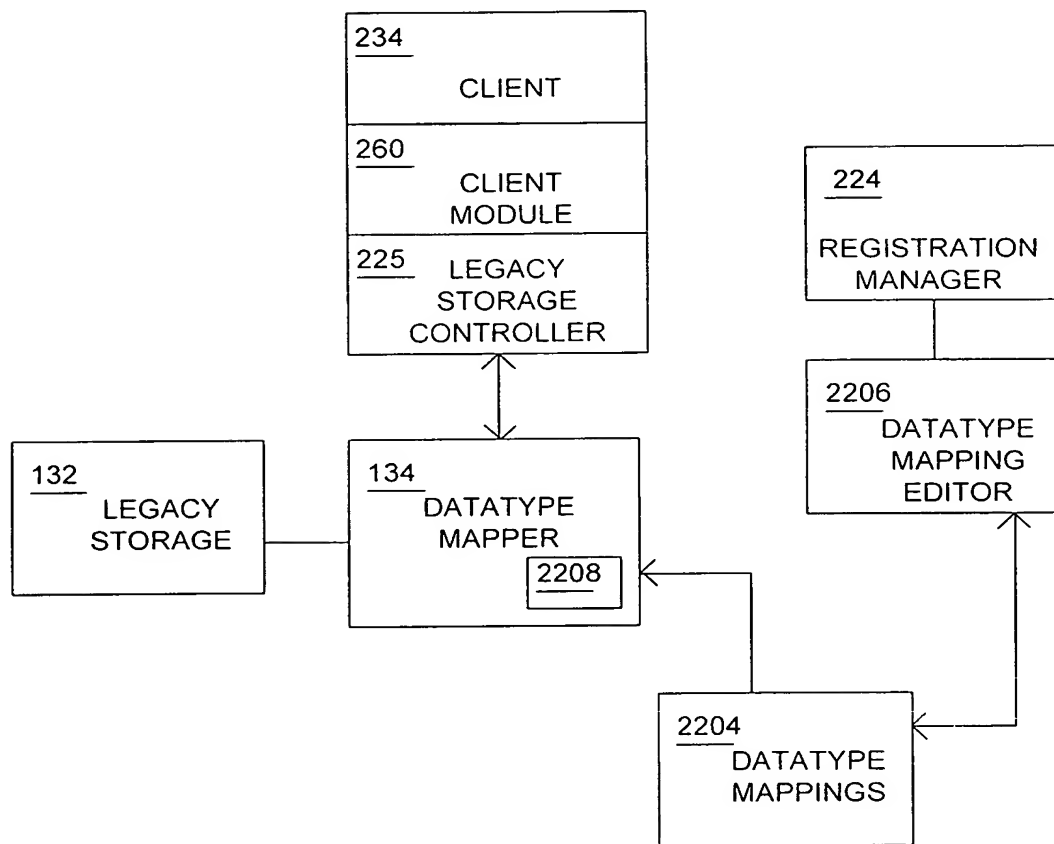 234
CLIENT
260
CLIENT
MODULE
225
LEGACY
STORAGE
CONTROLLER
224
REGISTRATION
MANAGER
2206
DATATYPE
MAPPING
EDITOR
132
LEGACY
STORAGE
134
DATATYPE
MAPPER
2208
2204
DATATYPE
MAPPINGS